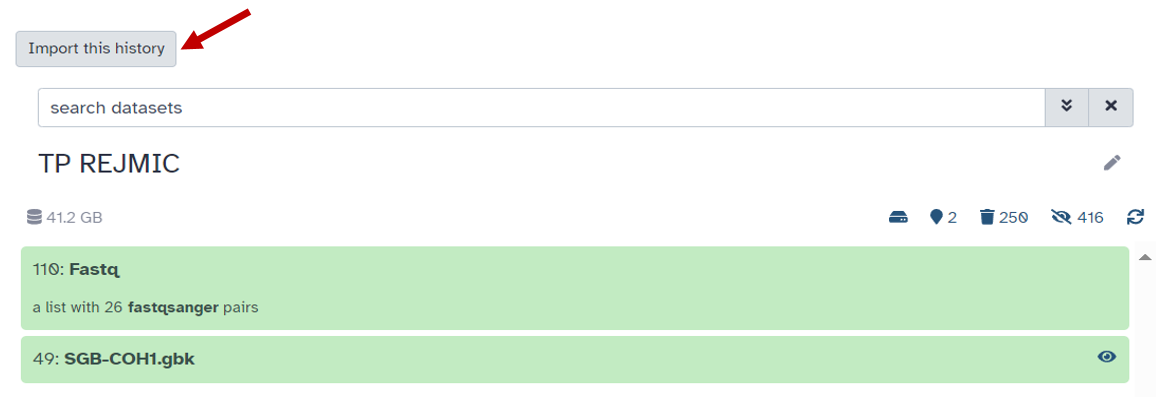 Import this history
search datasets
TP REJMIC
41.2 GB 2 250 416
110: Fastq
a list with 26 fastqsanger pairs
49: SGB-COH1.gbk